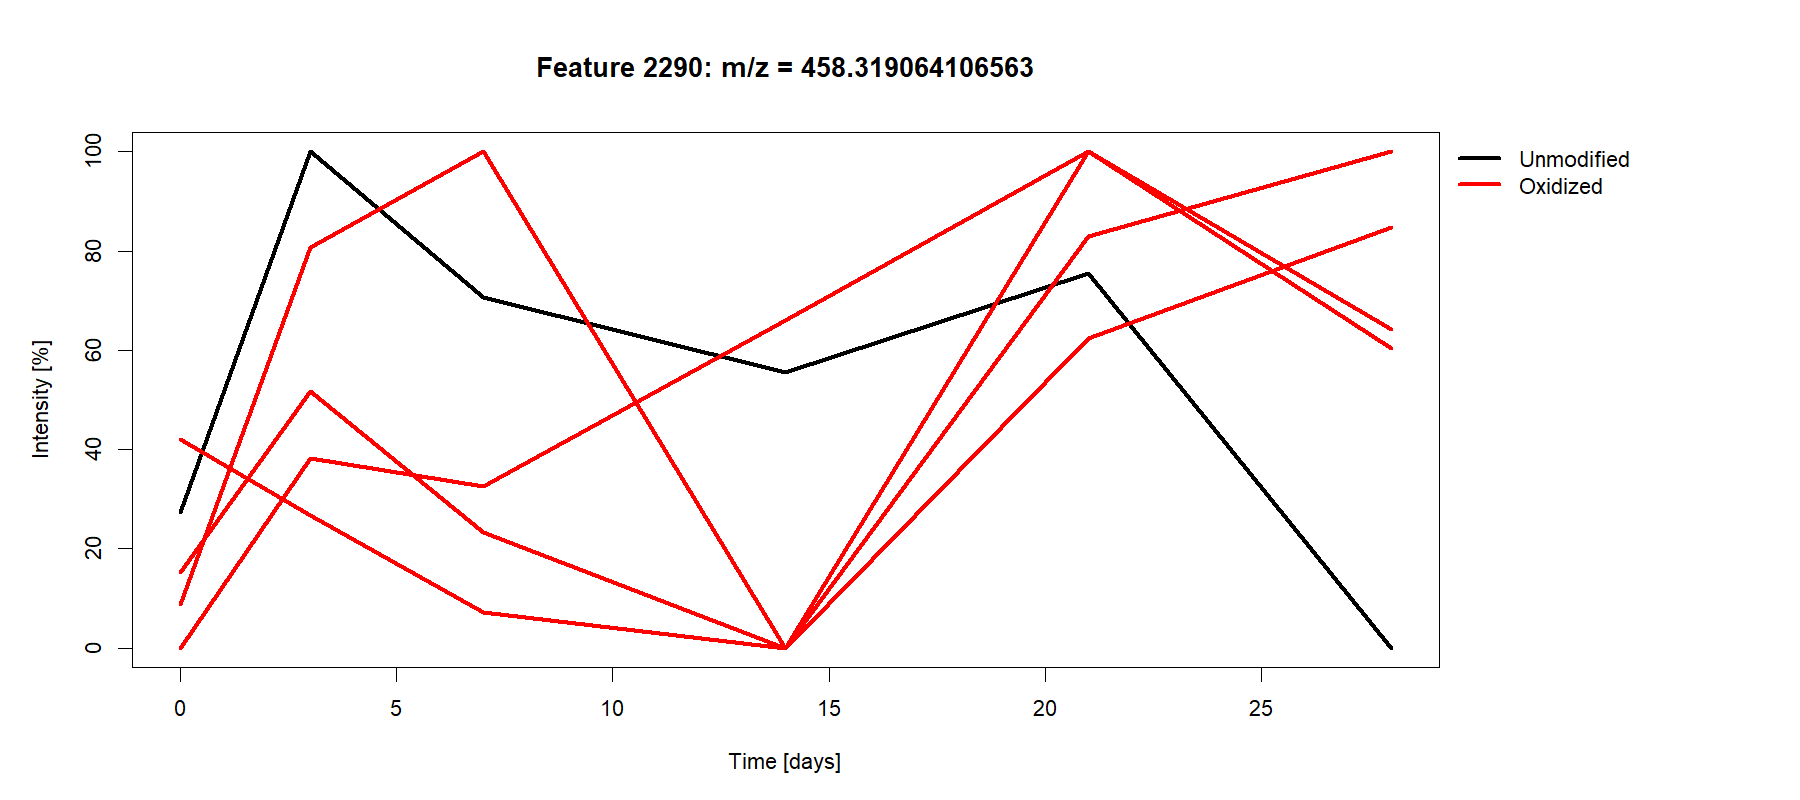 Feature 2290: m/z = 458.319064106563
Unmodified
Oxidized
Intensity [%]
100
80
60
40
20
0
0 5 10 15 20 25
Time [days]